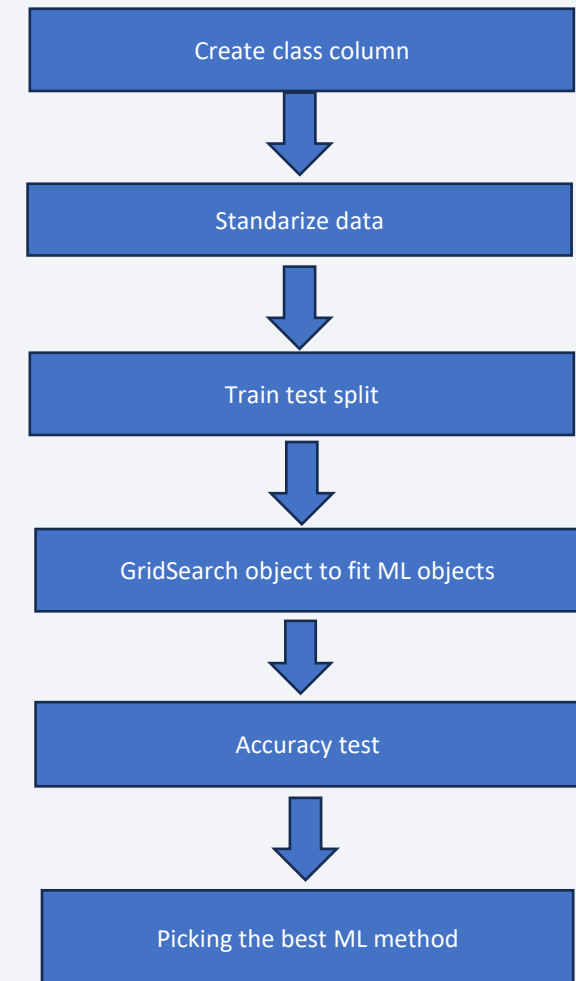 Create class column
Standarize data
Train test split
GridSearch object to fit ML objects
Accuracy test
Picking the best ML method